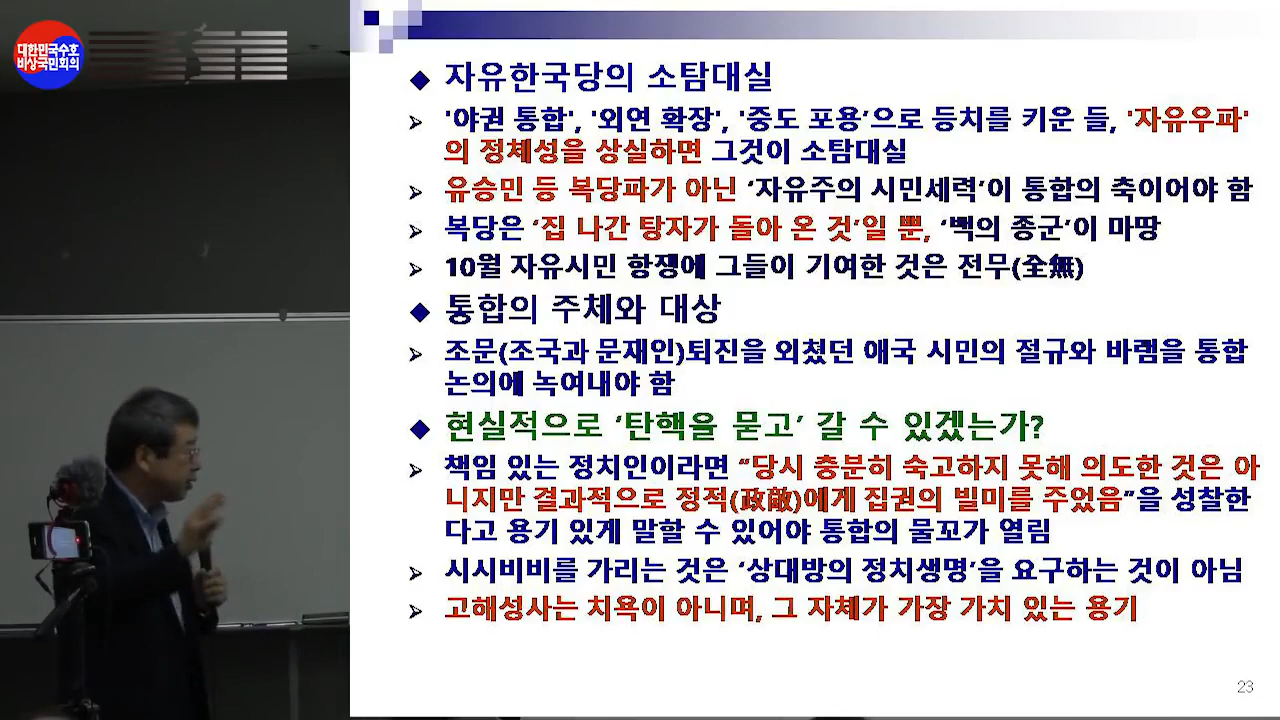 대한민국수호
비상국민회의
자유한국당의 소탐대실
'야권 통합', '외연 확장', '중도 포용'으로 등치를 키운 들, '자유우파'
의 정체성을 상실하면 그것이 소탐대실
유승민 등 복당파가 아닌 '자유주의 시민세력'이 통합의 축이어야 함
복당은 '집 나간 탕자가 돌아 온 것'일 뿐, '백의 종군'이 마땅
10월 자유시민 항쟁에 그들이 기여한 것은 전무(全無)
통합의 주체와 대상
조문(조국과 문재인)퇴진을 외쳤던 애국 시민의 절규와 바램을 통합
논의에 녹여내야 함
현실적으로 '탄핵을 묻고' 갈 수 있겠는가?
책임 있는 정치인이라면 "당시 충분히 숙고하지 못해 의도한 것은 아
니지만 결과적으로 정적(政敵)에게 집권의 빌미를 주었음"을 성찰한
다고 용기 있게 말할 수 있어야 통합의 물꼬가 열림
시시비비를 가리는 것은 '상대방의 정치생명'을 요구하는 것이 아님
고해성사는 치욕이 아니며, 그 자체가 가장 가치 있는 용기
23